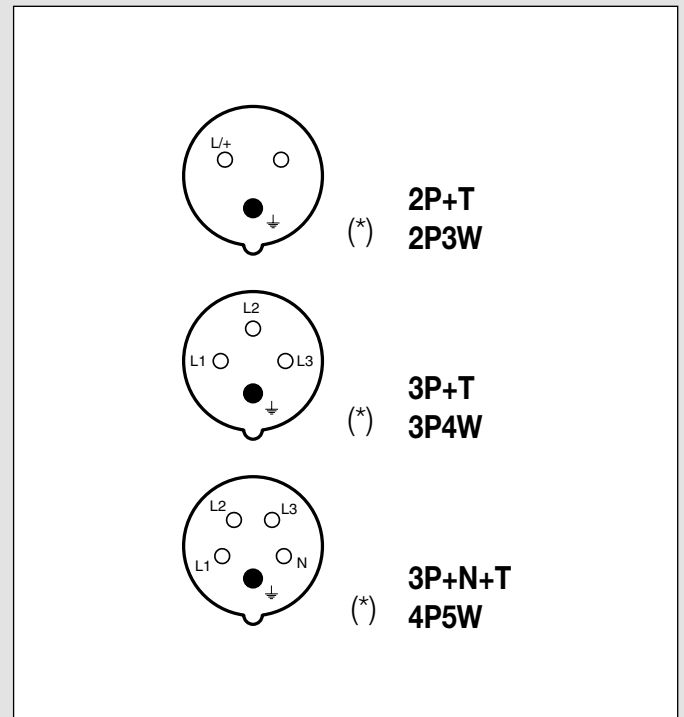 L/+
(*)
2P+T
2P3W
L2
L1
L3
(*)
3P+T
3P4W
L2
L3
L1
N
(*)
3P+N+T
4P5W